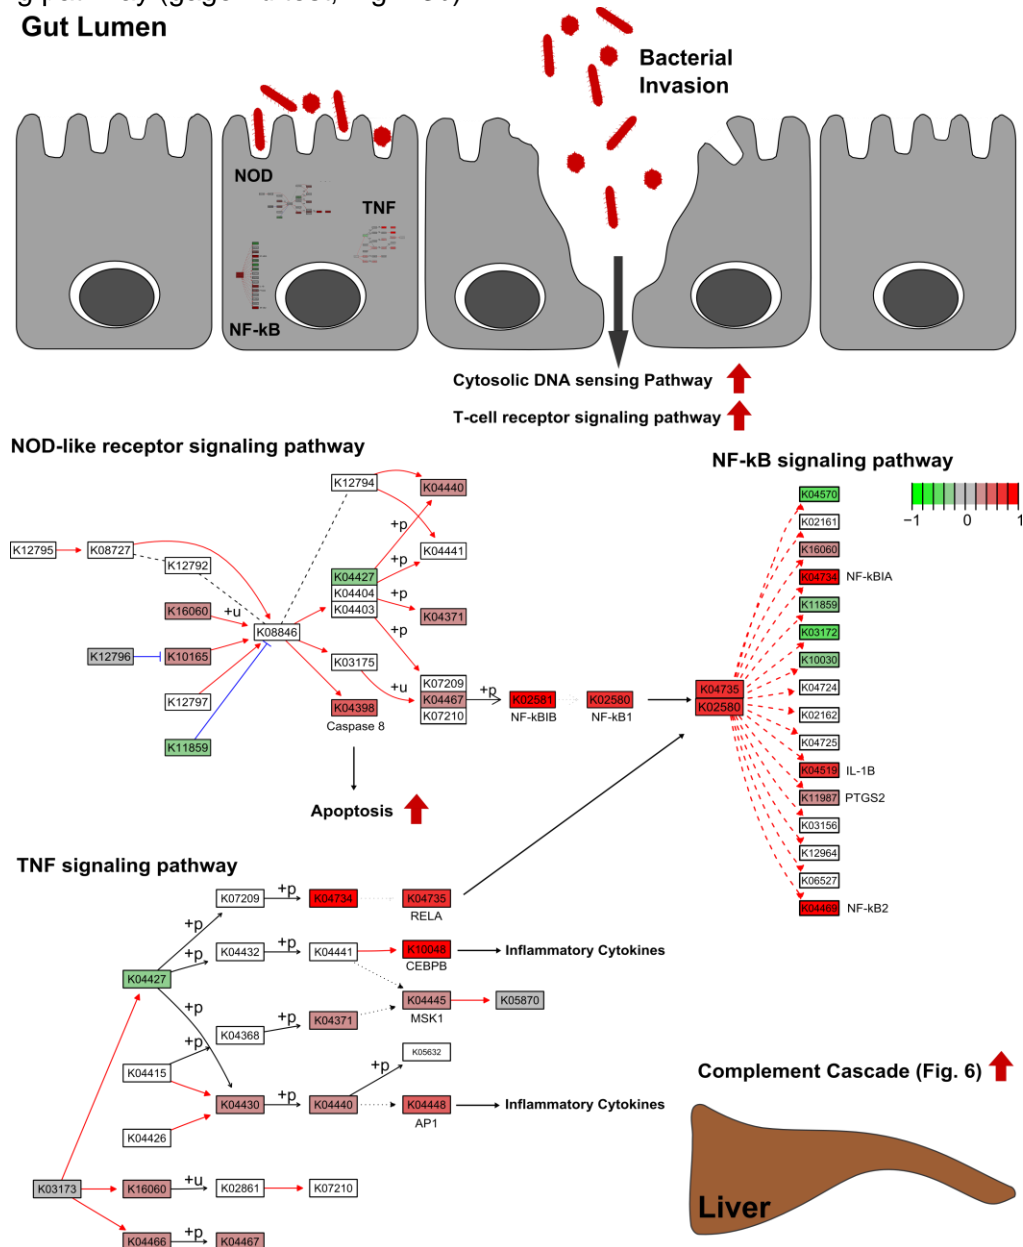 Gut Lumen
Bacterial
Invasion
NOD
TNF
NF-kB
Cytosolic DNA sensing Pathway
T-cell receptor signaling pathway
NOD-like receptor signaling pathway
NF-kB signaling pathway
K12794
K04440
K04570
K02161
−1 0 1
+p
K12795
K08727
K04441
K16060
K12792
K04427
K04734 NF-kBIA
K04404
+p
K04403
K16060
+u
K04371
K11859
K08846
+p
K03172
K12796
K10165
K03175
K10030
K07209
K04735
K04724
K12797
+u
K04467
+p
K02581
K02580
K02580
K04398
K07210
NF-kBIB
NF-kB1
K02162
Caspase 8
K11859
K04725
K04519 IL-1B
Apoptosis
K11987 PTGS2
K03156
TNF signaling pathway
K12964
K06527
K07209
+p
K04734
K04735
K04469 NF-kB2
RELA
+p
K04432
+p
K04441
K10048
Inflammatory Cytokines
CEBPB
K04427
+p
K04445
K05870
MSK1
+p
K04368
+p
K04371
+p
K05632
K04415
+p
Complement Cascade (Fig. 6)
K04430
+p
K04440
K04448
Inflammatory Cytokines
AP1
K04426
K03173
K16060
+u
K02861
K07210
Liver
K04466
+p
K04467